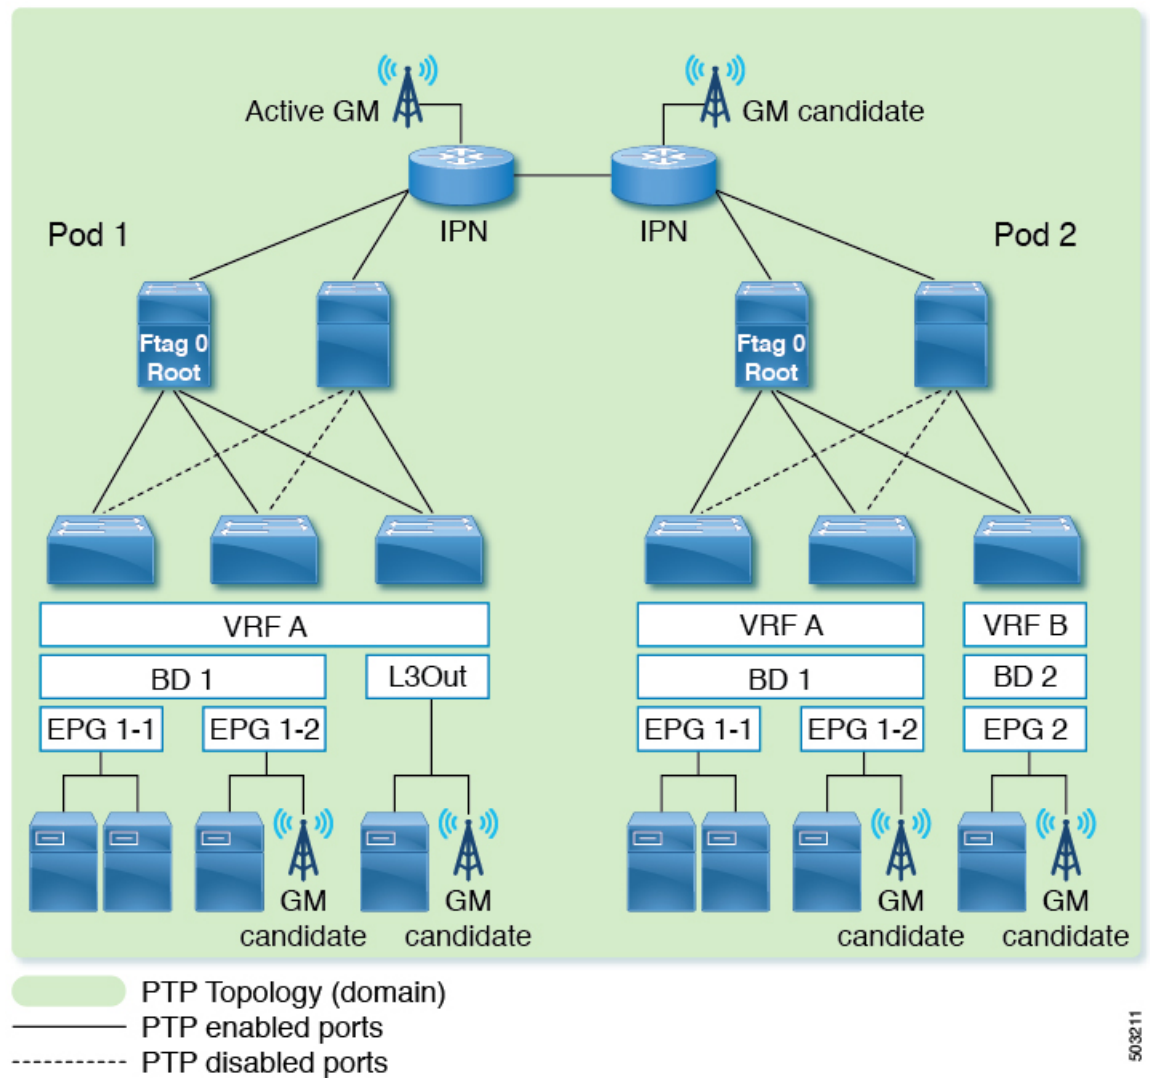 Active GM
GM candidate
IPN
IPN
Pod 1
Pod 2
Ftag 0
Root
Ftag 0
Root
VRF A
VRF A
VRF B
BD 1
L3Out
BD 1
BD 2
EPG 1-1
EPG 1-2
EPG 1-1
EPG 1-2
EPG 2
GM
candidate
GM
candidate
GM
candidate
GM
candidate
PTP Topology (domain)
PTP enabled ports
PTP disabled ports
503211